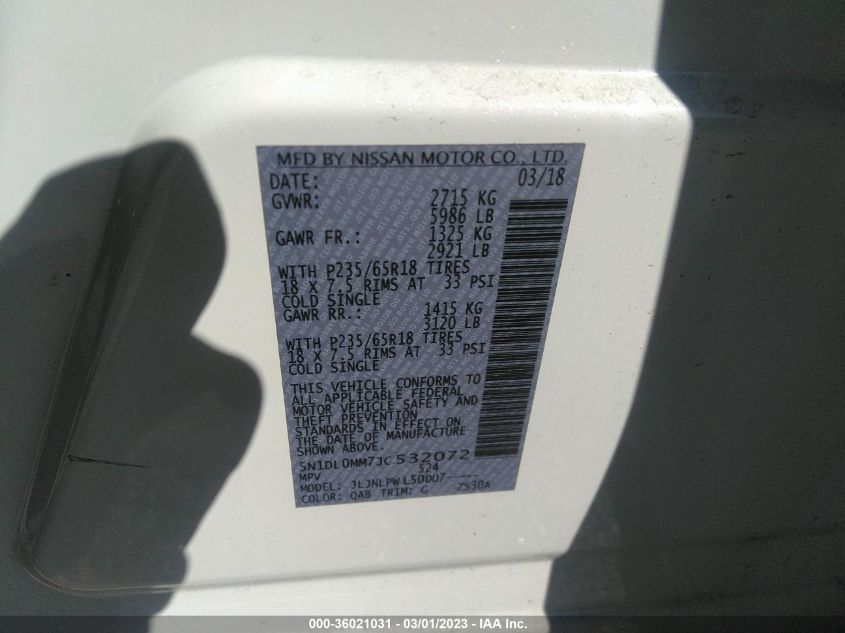 MFD BY NISSAN MOTOR CO., LTD.
DATE: 03/18
GVWR: 2715 KG
5986 LB
GAWR FR.: 1325 KG
2921 LB
WITH P235/65R18 TIRES
18 X 7.5 RIMS AT 33 PSI
COLD SINGLE
GAWR RR.: 1415 KG
3120 LB
WITH P235/65R18 TIRES
18 X 7.5 RIMS AT 33 PSI
COLD SINGLE
THIS VEHICLE CONFORMS TO
ALL APPLICABLE FEDERAL
MOTOR VEHICLE SAFETY AND
THEFT PREVENTION
STANDARDS IN EFFECT ON
THE DATE OF MANUFACTURE
SHOWN ABOVE.
5N1DL0MM7JC532072
MPV S24
MODEL: JLJNLPW L50DU7-----
COLOR: QAB TRIM: G ZS30A
000-36021031 - 03/01/2023 - IAA Inc.